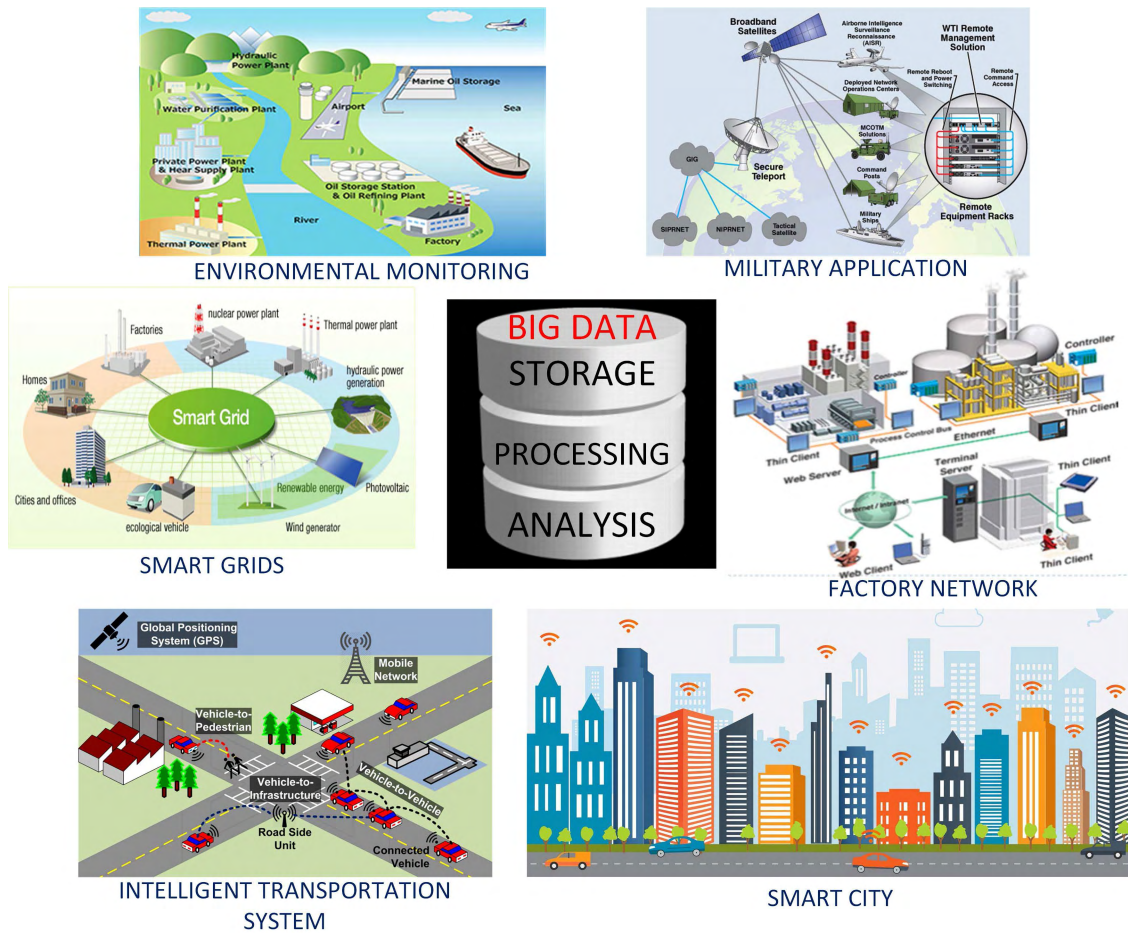 Hydraulic
Power Plant
Water Purification Plant
Airport
Marine Oil Storage
Sea
Private Power Plant
& Hear Supply Plant
Oil Storage Station
& Oil Refining Plant
River
Thermal Power Plant
Factory
ENVIRONMENTAL MONITORING
Broadband
Satellites
Airborne Intelligence
Surveillance
Reconnaissance
(AISR)
WTI Remote
Management
Solution
Remote Reboot
and Power
Switching
Remote
Command
Access
Deployed Network
Operations Centers
MCOTM
Solutions
GIG
Secure
Teleport
Command
Posts
SIPRNET
NIPRNET
Tactical
Satellite
Military
Ships
Remote
Equipment Racks
MILITARY APPLICATION
Factories
nuclear power plant
Thermal power plant
Homes
hydraulic power
generation
Smart Grid
Cities and offices
ecological vehicle
Renewable energy
Wind generator
Photovoltaic
SMART GRIDS
BIG DATA
STORAGE
PROCESSING
ANALYSIS
Controller
Controller
Thin Client
Process Control Bus
Ethernet
Thin Client
Web Server
Terminal
Server
Thin Client
Internet / Intranet
Web Client
Thin Client
FACTORY NETWORK
Global Positioning
System (GPS)
Mobile
Network
Vehicle-to-
Pedestrian
Vehicle-to-
Infrastructure
Vehicle-to-Vehicle
Road Side
Unit
Connected
Vehicle
INTELLIGENT TRANSPORTATION
SYSTEM
SMART CITY